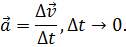 a⃗ = Δv⃗/Δt, Δt → 0.